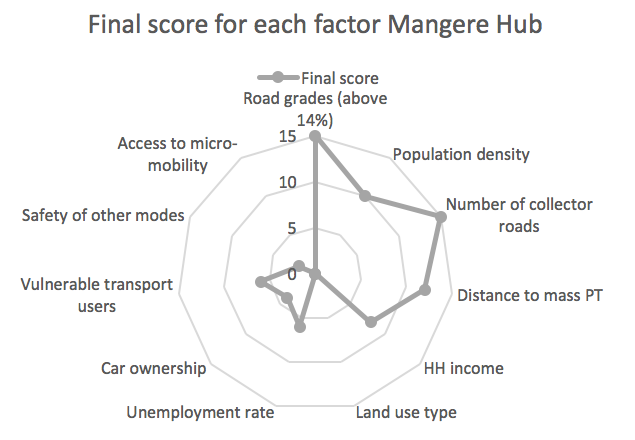 Final score for each factor Mangere Hub
Final score
Road grades (above
14%)
15
10
5
0
Population density
Number of collector
roads
Distance to mass PT
HH income
Land use type
Unemployment rate
Car ownership
Vulnerable transport
users
Safety of other modes
Access to micro-
mobility